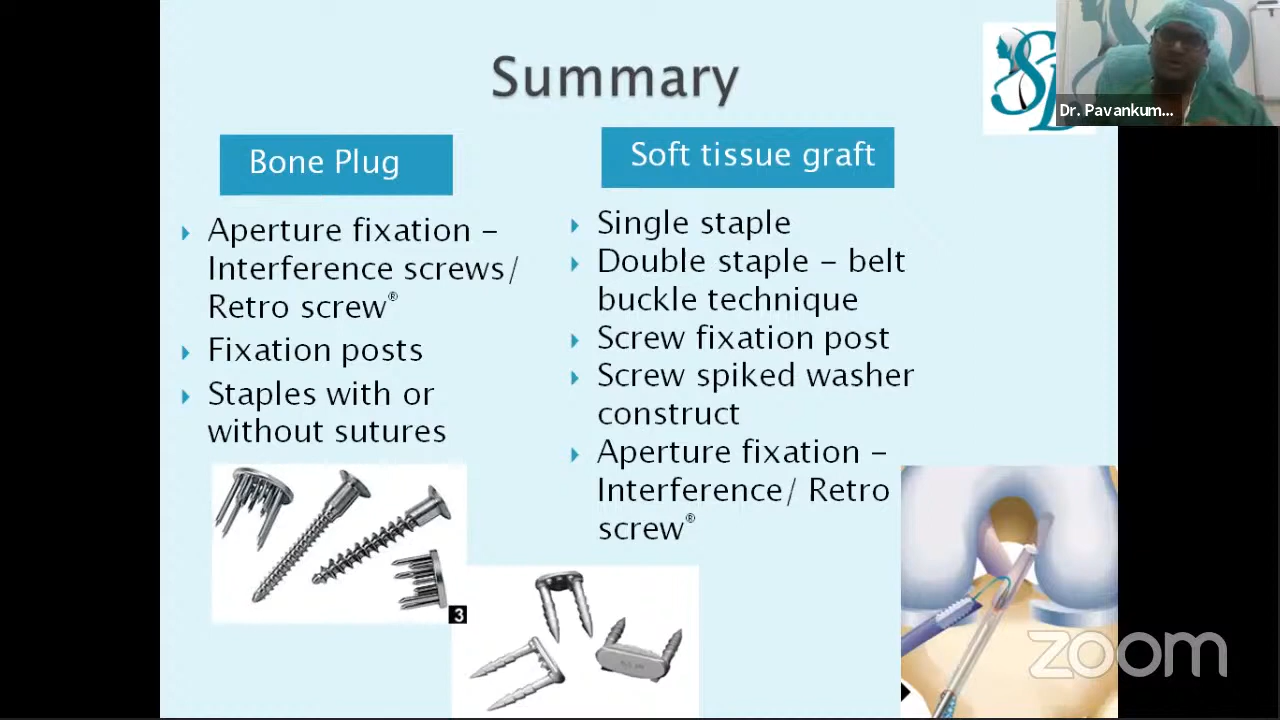 Summary
Dr. Pavankum...
Bone Plug
Aperture fixation –
Interference screws/
Retro screw®
Fixation posts
Staples with or
without sutures
3
Soft tissue graft
Single staple
Double staple – belt
buckle technique
Screw fixation post
Screw spiked washer
construct
Aperture fixation –
Interference/ Retro
screw®
zoom